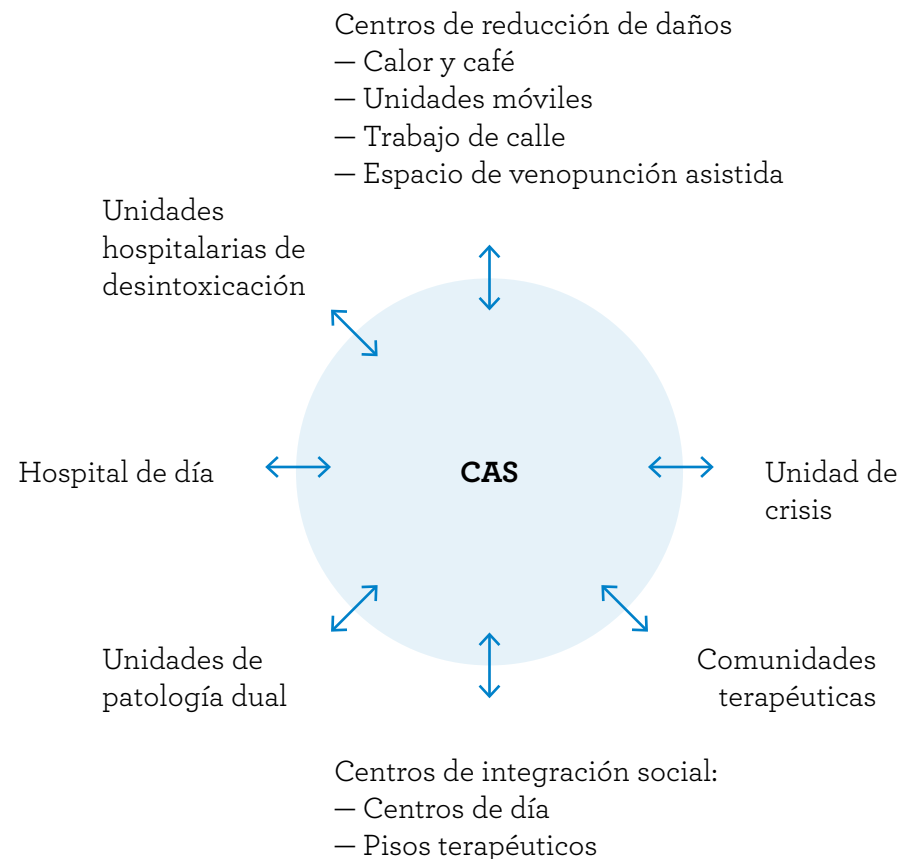 Centros de reducción de daños
— Calor y café
— Unidades móviles
— Trabajo de calle
— Espacio de venopunción asistida
Unidades
hospitalarias de
desintoxicación
Hospital de día
CAS
Unidad de
crisis
Unidades de
patología dual
Comunidades
terapéuticas
Centros de integración social:
— Centros de día
— Pisos terapéuticos